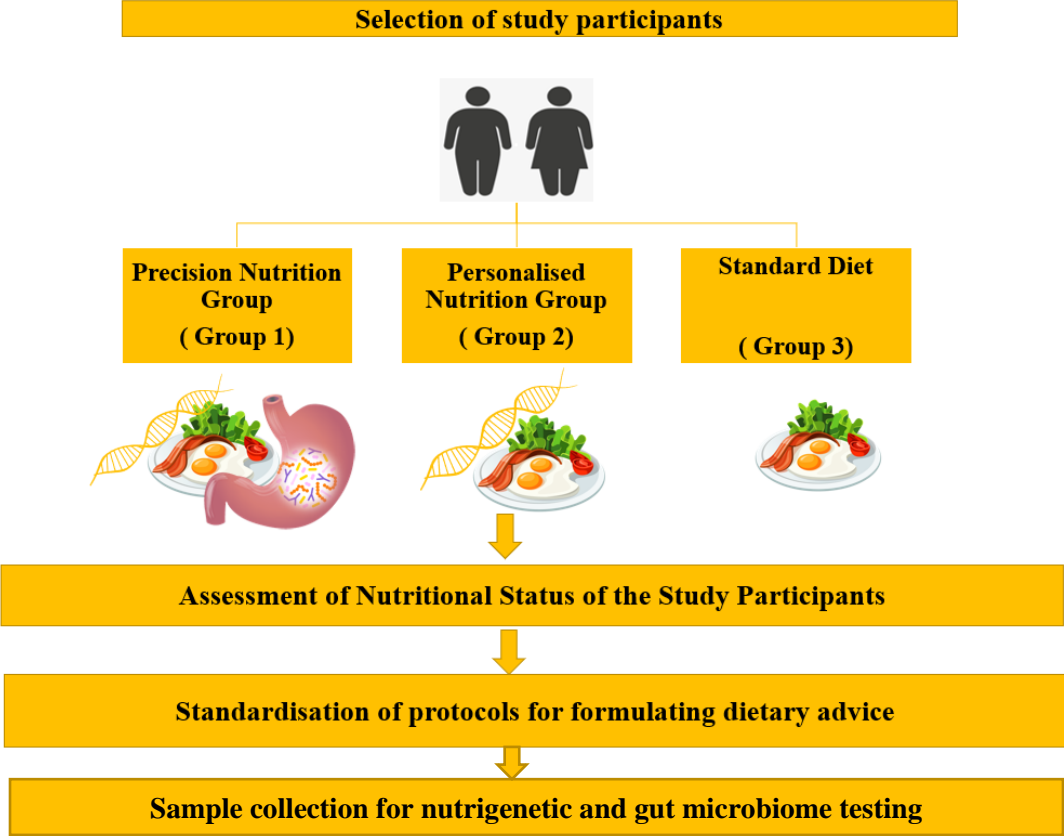 Selection of study participants
Precision Nutrition
Group
( Group 1)
Personalised
Nutrition Group
( Group 2)
Standard Diet
( Group 3)
Assessment of Nutritional Status of the Study Participants
Standardisation of protocols for formulating dietary advice
Sample collection for nutrigenetic and gut microbiome testing